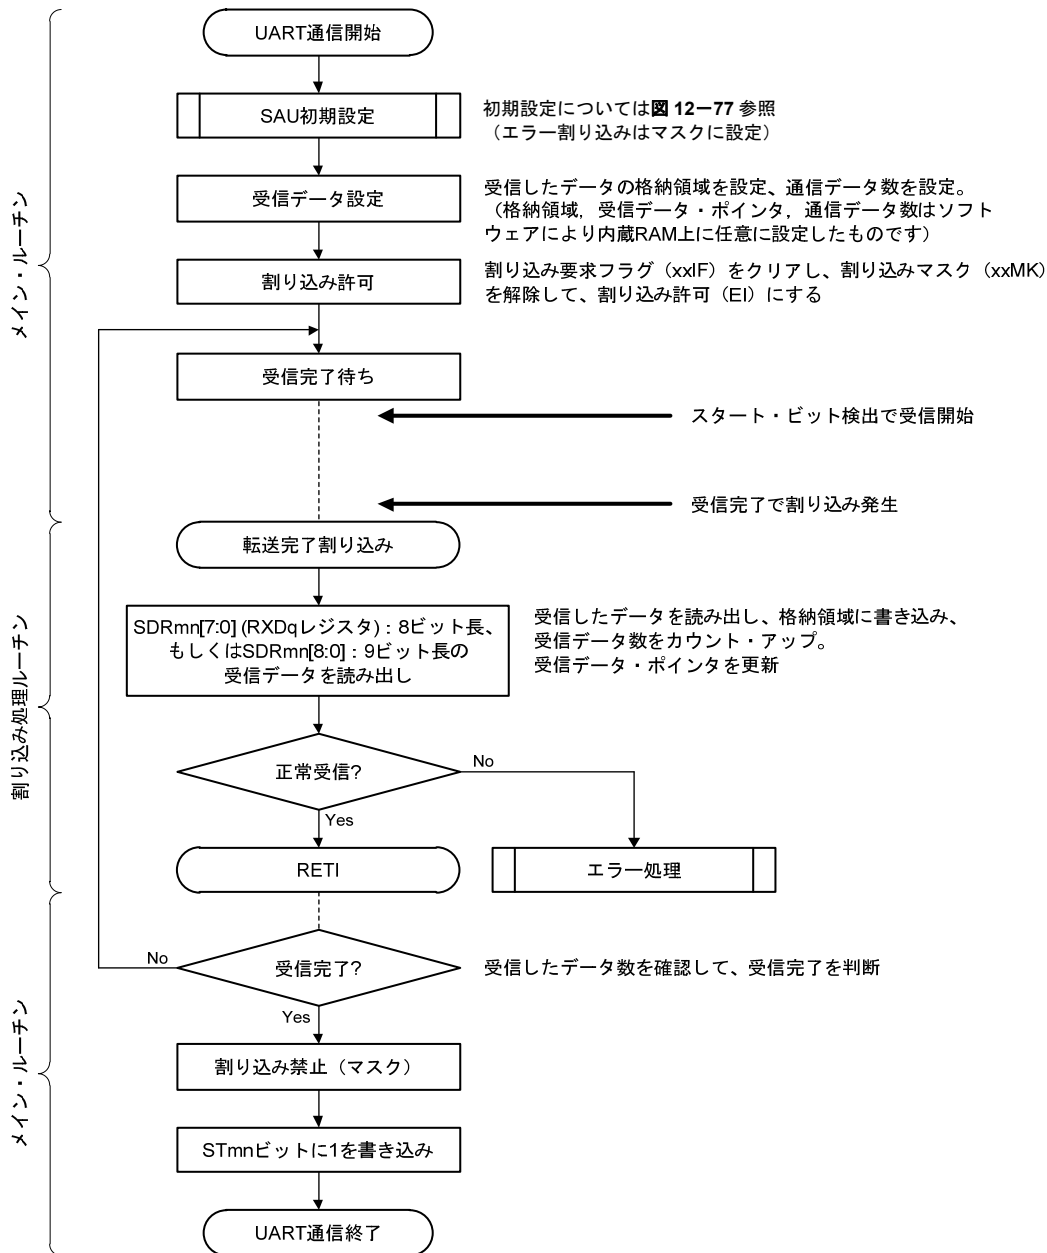 UART通信開始
SAU初期設定
初期設定については図 12－77 参照
（エラー割り込みはマスクに設定）
受信データ設定
受信したデータの格納領域を設定、通信データ数を設定。
（格納領域，受信データ・ポインタ，通信データ数はソフト
ウェアにより内蔵RAM上に任意に設定したものです）
割り込み許可
割り込み要求フラグ（xxIF）をクリアし、割り込みマスク（xxMK）
を解除して、割り込み許可（EI）にする
メイン・ルーチン
受信完了待ち
スタート・ビット検出で受信開始
受信完了で割り込み発生
転送完了割り込み
SDRmn[7:0] (RXDqレジスタ)：8ビット長、
もしくはSDRmn[8:0]：9ビット長の
受信データを読み出し
受信したデータを読み出し、格納領域に書き込み、
受信データ数をカウント・アップ。
受信データ・ポインタを更新
割り込み処理ルーチン
正常受信?
No
Yes
RETI
エラー処理
No
受信完了?
受信したデータ数を確認して、受信完了を判断
Yes
メイン・ルーチン
割り込み禁止（マスク）
STmnビットに1を書き込み
UART通信終了